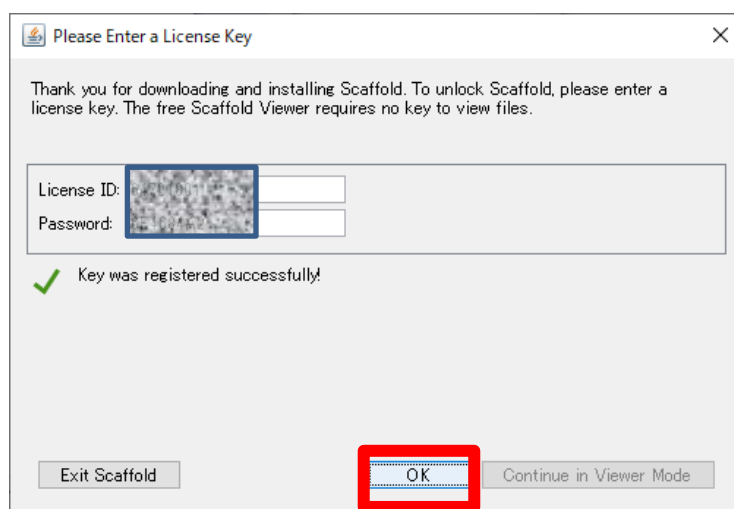 Please Enter a License Key
Thank you for downloading and installing Scaffold. To unlock Scaffold, please enter a
license key. The free Scaffold Viewer requires no key to view files.
License ID:
Password:
Key was registered successfully!
Exit Scaffold
OK
Continue in Viewer Mode